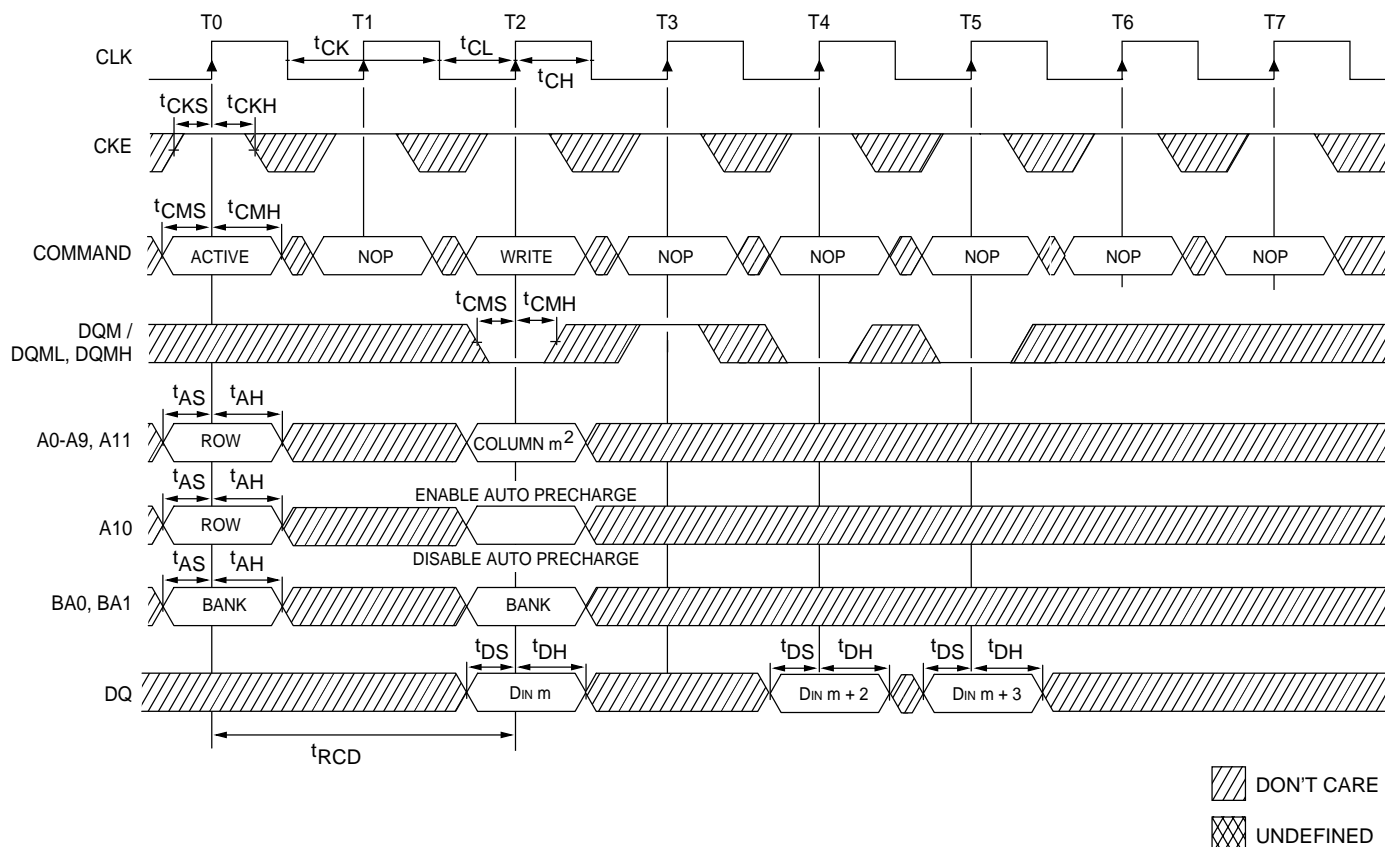 T0 T1 T2 T3 T4 T5 T6 T7
CLK tCK tCL
tCH
tCKS tCKH
CKE
tCMS tCMH
COMMAND ACTIVE NOP WRITE NOP NOP NOP NOP NOP
tCMS tCMH
DQM /
DQML, DQMH
tAS tAH
A0-A9, A11 ROW COLUMN m2
tAS tAH ENABLE AUTO PRECHARGE
A10 ROW
DISABLE AUTO PRECHARGE
tAS tAH
BA0, BA1 BANK BANK
tDS tDH tDS tDH tDS tDH
DQ DIN m DIN m + 2 DIN m + 3
tRCD
DON'T CARE
UNDEFINED